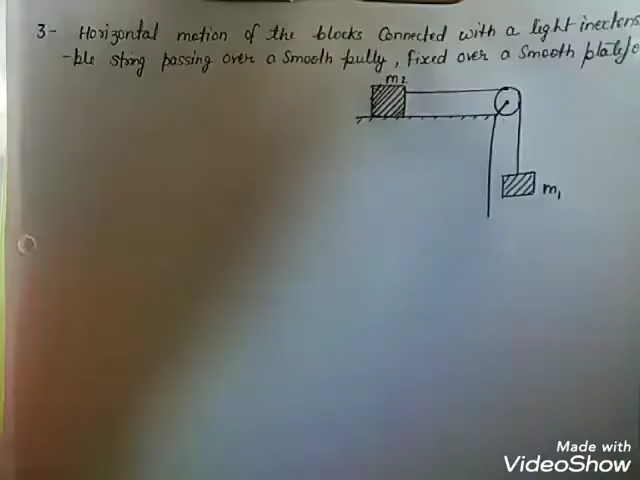 3- Horizontal motion of the blocks connected with a light inextens
-ble string passing over a smooth pully, fixed over a smooth platfo
m2
m1
Made with
VideoShow